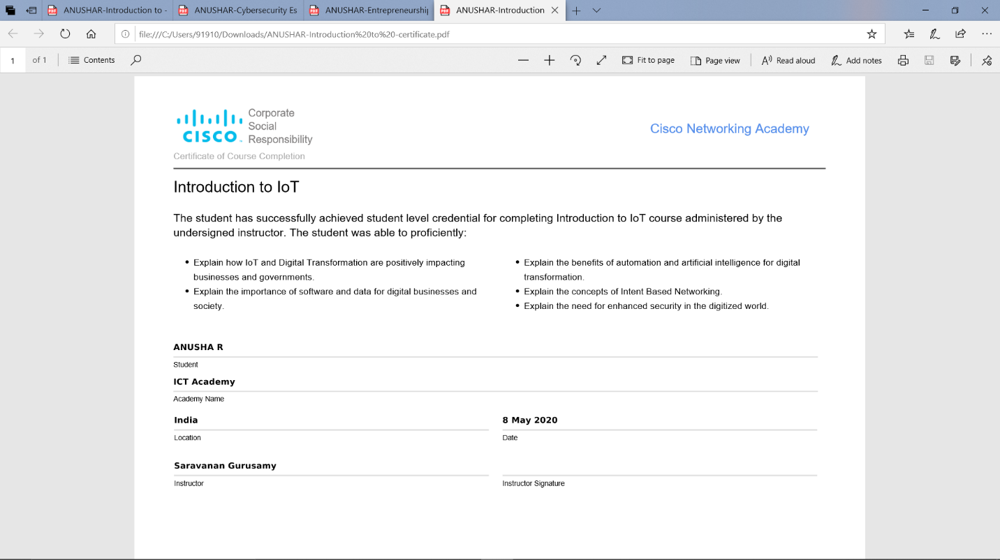 ANUSHAR-Introduction to -
ANUSHAR-Cybersecurity Es
ANUSHAR-Entrepreneurship
ANUSHAR-Introduction
file:///C:/Users/91910/Downloads/ANUSHAR-Introduction%20to%20-certificate.pdf
1 of 1 Contents
Fit to page Page view Read aloud Add notes
CISCO
Corporate
Social
Responsibility
Cisco Networking Academy
Certificate of Course Completion
Introduction to IoT
The student has successfully achieved student level credential for completing Introduction to IoT course administered by the
undersigned instructor. The student was able to proficiently:
• Explain how IoT and Digital Transformation are positively impacting
businesses and governments.
• Explain the importance of software and data for digital businesses and
society.
• Explain the benefits of automation and artificial intelligence for digital
transformation.
• Explain the concepts of Intent Based Networking.
• Explain the need for enhanced security in the digitized world.
ANUSHA R
Student
ICT Academy
Academy Name
India
Location
8 May 2020
Date
Saravanan Gurusamy
Instructor
Instructor Signature